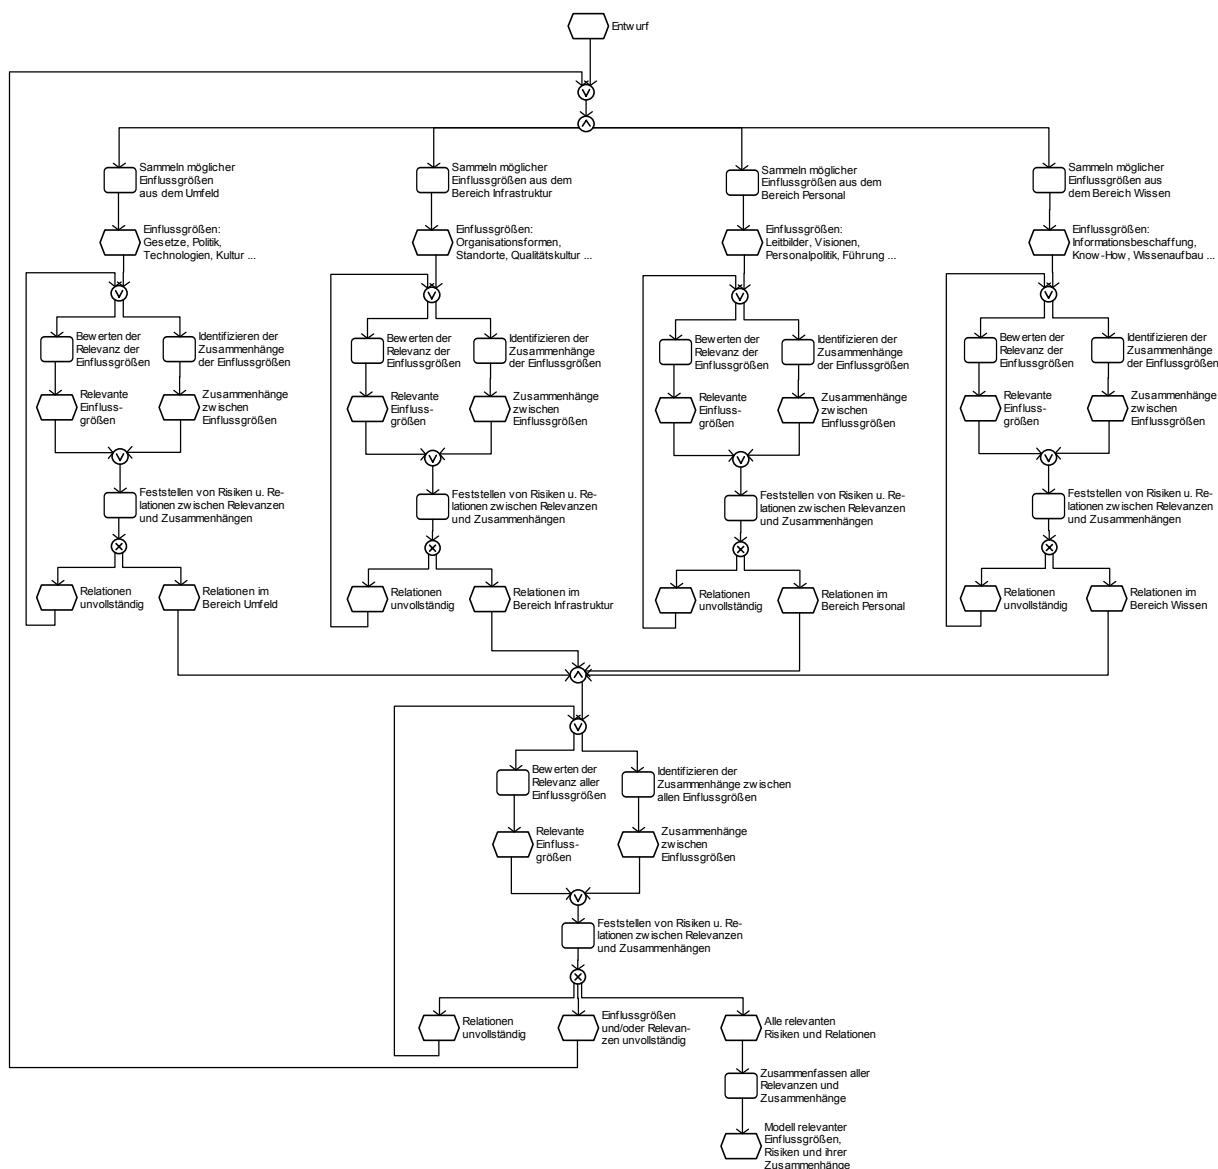 Entwurf
Sammeln möglicher
Einflussgrößen
aus dem Umfeld
Sammeln möglicher
Einflussgrößen aus dem
Bereich Infrastruktur
Sammeln möglicher
Einflussgrößen aus dem
Bereich Personal
Sammeln möglicher
Einflussgrößen aus
dem Bereich Wissen
Einflussgrößen:
Gesetze, Politik,
Technologien, Kultur ...
Einflussgrößen:
Organisationsformen,
Standorte, Qualitätskultur ...
Einflussgrößen:
Leitbilder, Visionen,
Personalpolitik, Führung ...
Einflussgrößen:
Informationsbeschaffung,
Know-How, Wissenaufbau ...
Bewerten der
Relevanz der
Einflussgrößen
Identifizieren der
Zusammenhänge
der Einflussgrößen
Bewerten der
Relevanz der
Einflussgrößen
Identifizieren der
Zusammenhänge
der Einflussgrößen
Bewerten der
Relevanz der
Einflussgrößen
Identifizieren der
Zusammenhänge
der Einflussgrößen
Bewerten der
Relevanz der
Einflussgrößen
Identifizieren der
Zusammenhänge
der Einflussgrößen
Relevante
Einfluss-
größen
Zusammenhänge
zwischen
Einflussgrößen
Relevante
Einfluss-
größen
Zusammenhänge
zwischen
Einflussgrößen
Relevante
Einfluss-
größen
Zusammenhänge
zwischen
Einflussgrößen
Relevante
Einfluss-
größen
Zusammenhänge
zwischen
Einflussgrößen
Feststellen von Risiken u. Re-
lationen zwischen Relevanzen
und Zusammenhängen
Feststellen von Risiken u. Re-
lationen zwischen Relevanzen
und Zusammenhängen
Feststellen von Risiken u. Re-
lationen zwischen Relevanzen
und Zusammenhängen
Feststellen von Risiken u. Re-
lationen zwischen Relevanzen
und Zusammenhängen
Relationen
unvollständig
Relationen im
Bereich Umfeld
Relationen
unvollständig
Relationen im
Bereich Infrastruktur
Relationen
unvollständig
Relationen im
Bereich Personal
Relationen
unvollständig
Relationen im
Bereich Wissen
Bewerten der
Relevanz aller
Einflussgrößen
Identifizieren der
Zusammenhänge zwischen
allen Einflussgrößen
Relevante
Einfluss-
größen
Zusammenhänge
zwischen
Einflussgrößen
Feststellen von Risiken u. Re-
lationen zwischen Relevanzen
und Zusammenhängen
Relationen
unvollständig
Einflussgrößen
und/oder Relevan-
zen unvollständig
Alle relevanten
Risiken und Relationen
Zusammenfassen aller
Relevanzen und
Zusammenhänge
Modell relevanter
Einflussgrößen,
Risiken und ihrer
Zusammenhänge